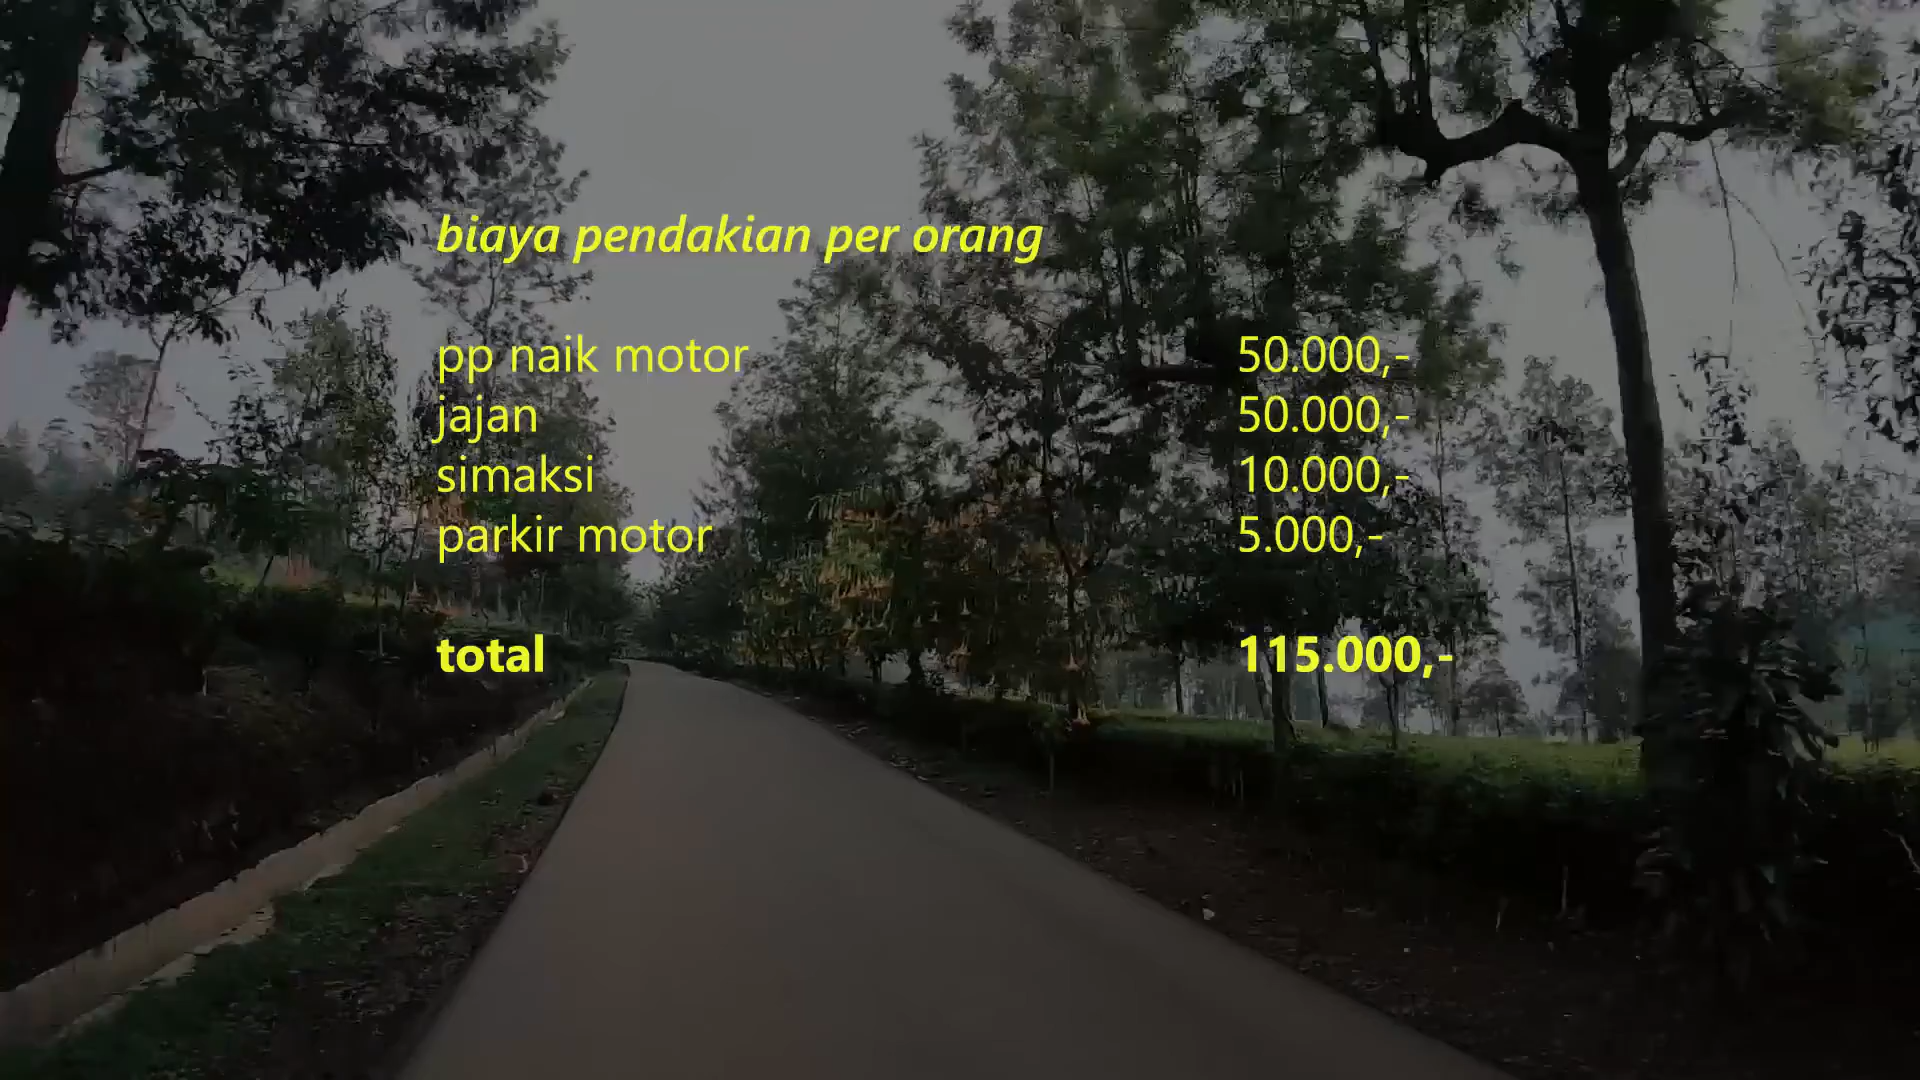 biaya pendakian per orang
pp naik motor 50.000,-
jajan 50.000,-
simaksi 10.000,-
parkir motor 5.000,-
total 115.000,-